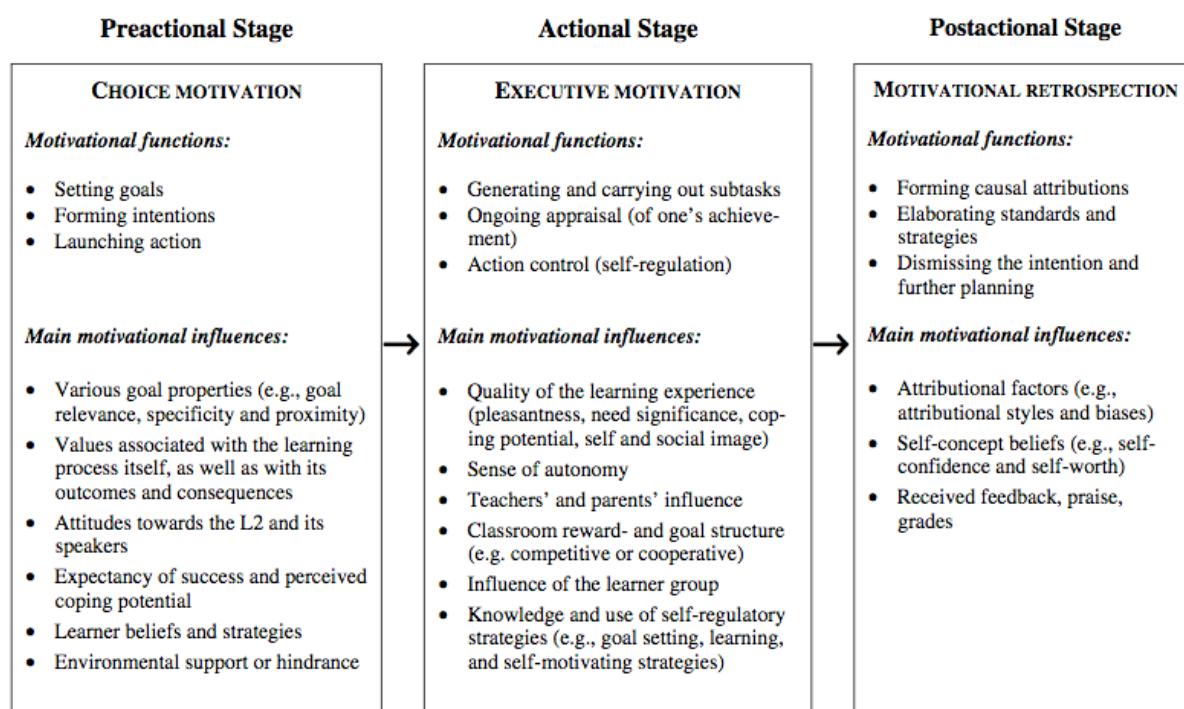 Preactional Stage
CHOICE MOTIVATION
Motivational functions:
• Setting goals
• Forming intentions
• Launching action
Main motivational influences:
• Various goal properties (e.g., goal
relevance, specificity and proximity)
• Values associated with the learning
process itself, as well as with its
outcomes and consequences
• Attitudes towards the L2 and its
speakers
• Expectancy of success and perceived
coping potential
• Learner beliefs and strategies
• Environmental support or hindrance
Actional Stage
EXECUTIVE MOTIVATION
Motivational functions:
• Generating and carrying out subtasks
• Ongoing appraisal (of one's achieve-
ment)
• Action control (self-regulation)
Main motivational influences:
• Quality of the learning experience
(pleasantness, need significance, cop-
ing potential, self and social image)
• Sense of autonomy
• Teachers' and parents' influence
• Classroom reward- and goal structure
(e.g. competitive or cooperative)
• Influence of the learner group
• Knowledge and use of self-regulatory
strategies (e.g., goal setting, learning,
and self-motivating strategies)
Postactional Stage
MOTIVATIONAL RETROSPECTION
Motivational functions:
• Forming causal attributions
• Elaborating standards and
strategies
• Dismissing the intention and
further planning
Main motivational influences:
• Attributional factors (e.g.,
attributional styles and biases)
• Self-concept beliefs (e.g., self-
confidence and self-worth)
• Received feedback, praise,
grades